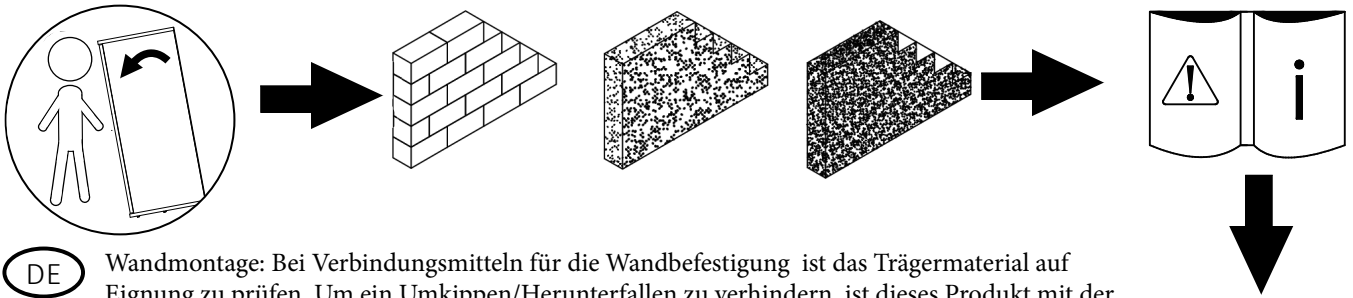 DE
Wandmontage: Bei Verbindungsmitteln für die Wandbefestigung ist das Trägermaterial auf
Eignung zu prüfen. Um ein Umkippen/Herunterfallen zu verhindern, ist dieses Produkt mit der